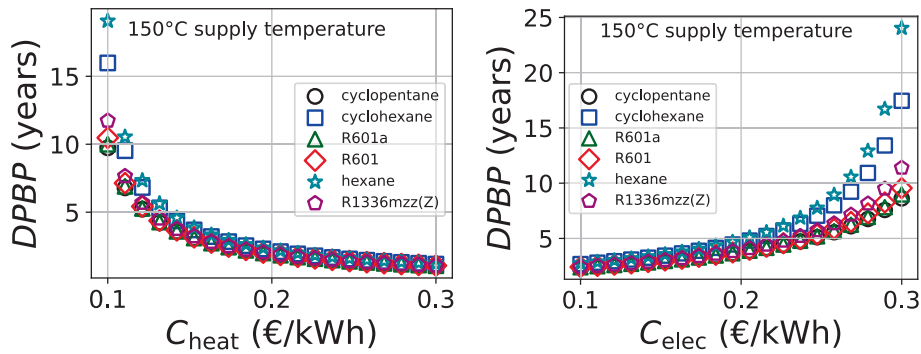 150°C supply temperature
DPBP (years)
15
10
5
cyclopentane
cyclohexane
R601a
R601
hexane
R1336mzz(Z)
0.1
0.2
0.3
C_heat (€/kWh)
150°C supply temperature
DPBP (years)
25
20
15
10
5
cyclopentane
cyclohexane
R601a
R601
hexane
R1336mzz(Z)
0.1
0.2
0.3
C_elec (€/kWh)